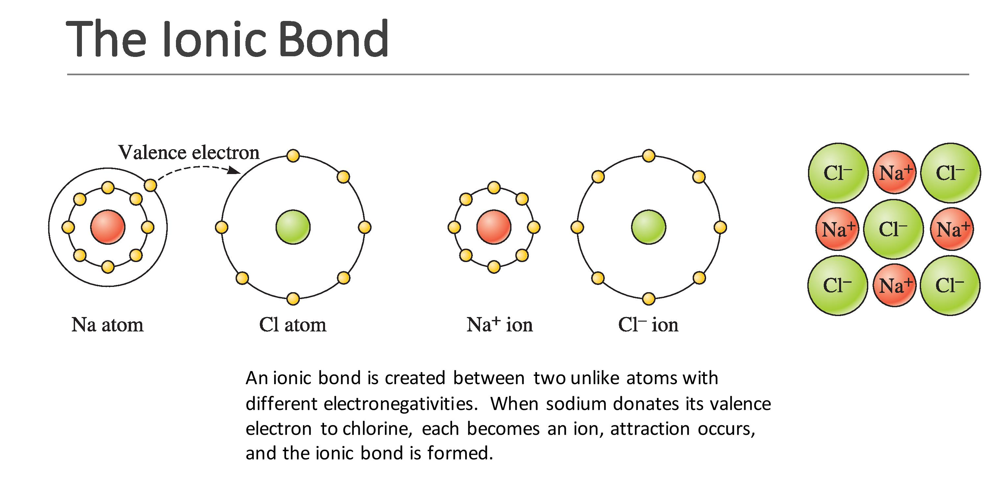 The Ionic Bond
Valence electron
Na atom
Cl atom
Na⁺ ion
Cl⁻ ion
Cl⁻ Na⁺ Cl⁻
Na⁺ Cl⁻ Na⁺
Cl⁻ Na⁺ Cl⁻
An ionic bond is created between two unlike atoms with
different electronegativities. When sodium donates its valence
electron to chlorine, each becomes an ion, attraction occurs,
and the ionic bond is formed.